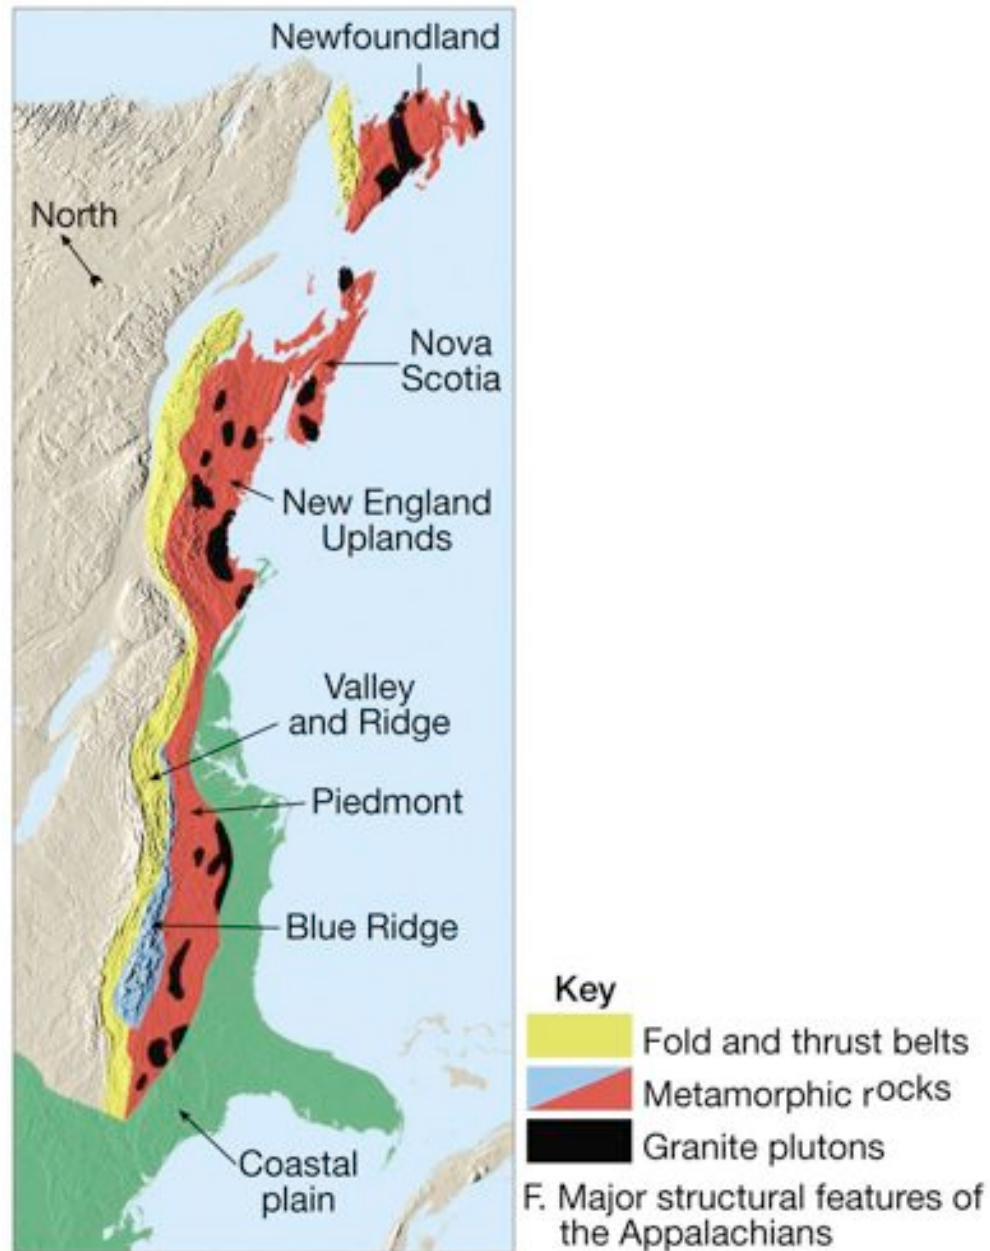 Newfoundland
North
Nova
Scotia
New England
Uplands
Valley
and Ridge
Piedmont
Blue Ridge
Coastal
plain
Key
Fold and thrust belts
Metamorphic rocks
Granite plutons
F. Major structural features of
the Appalachians